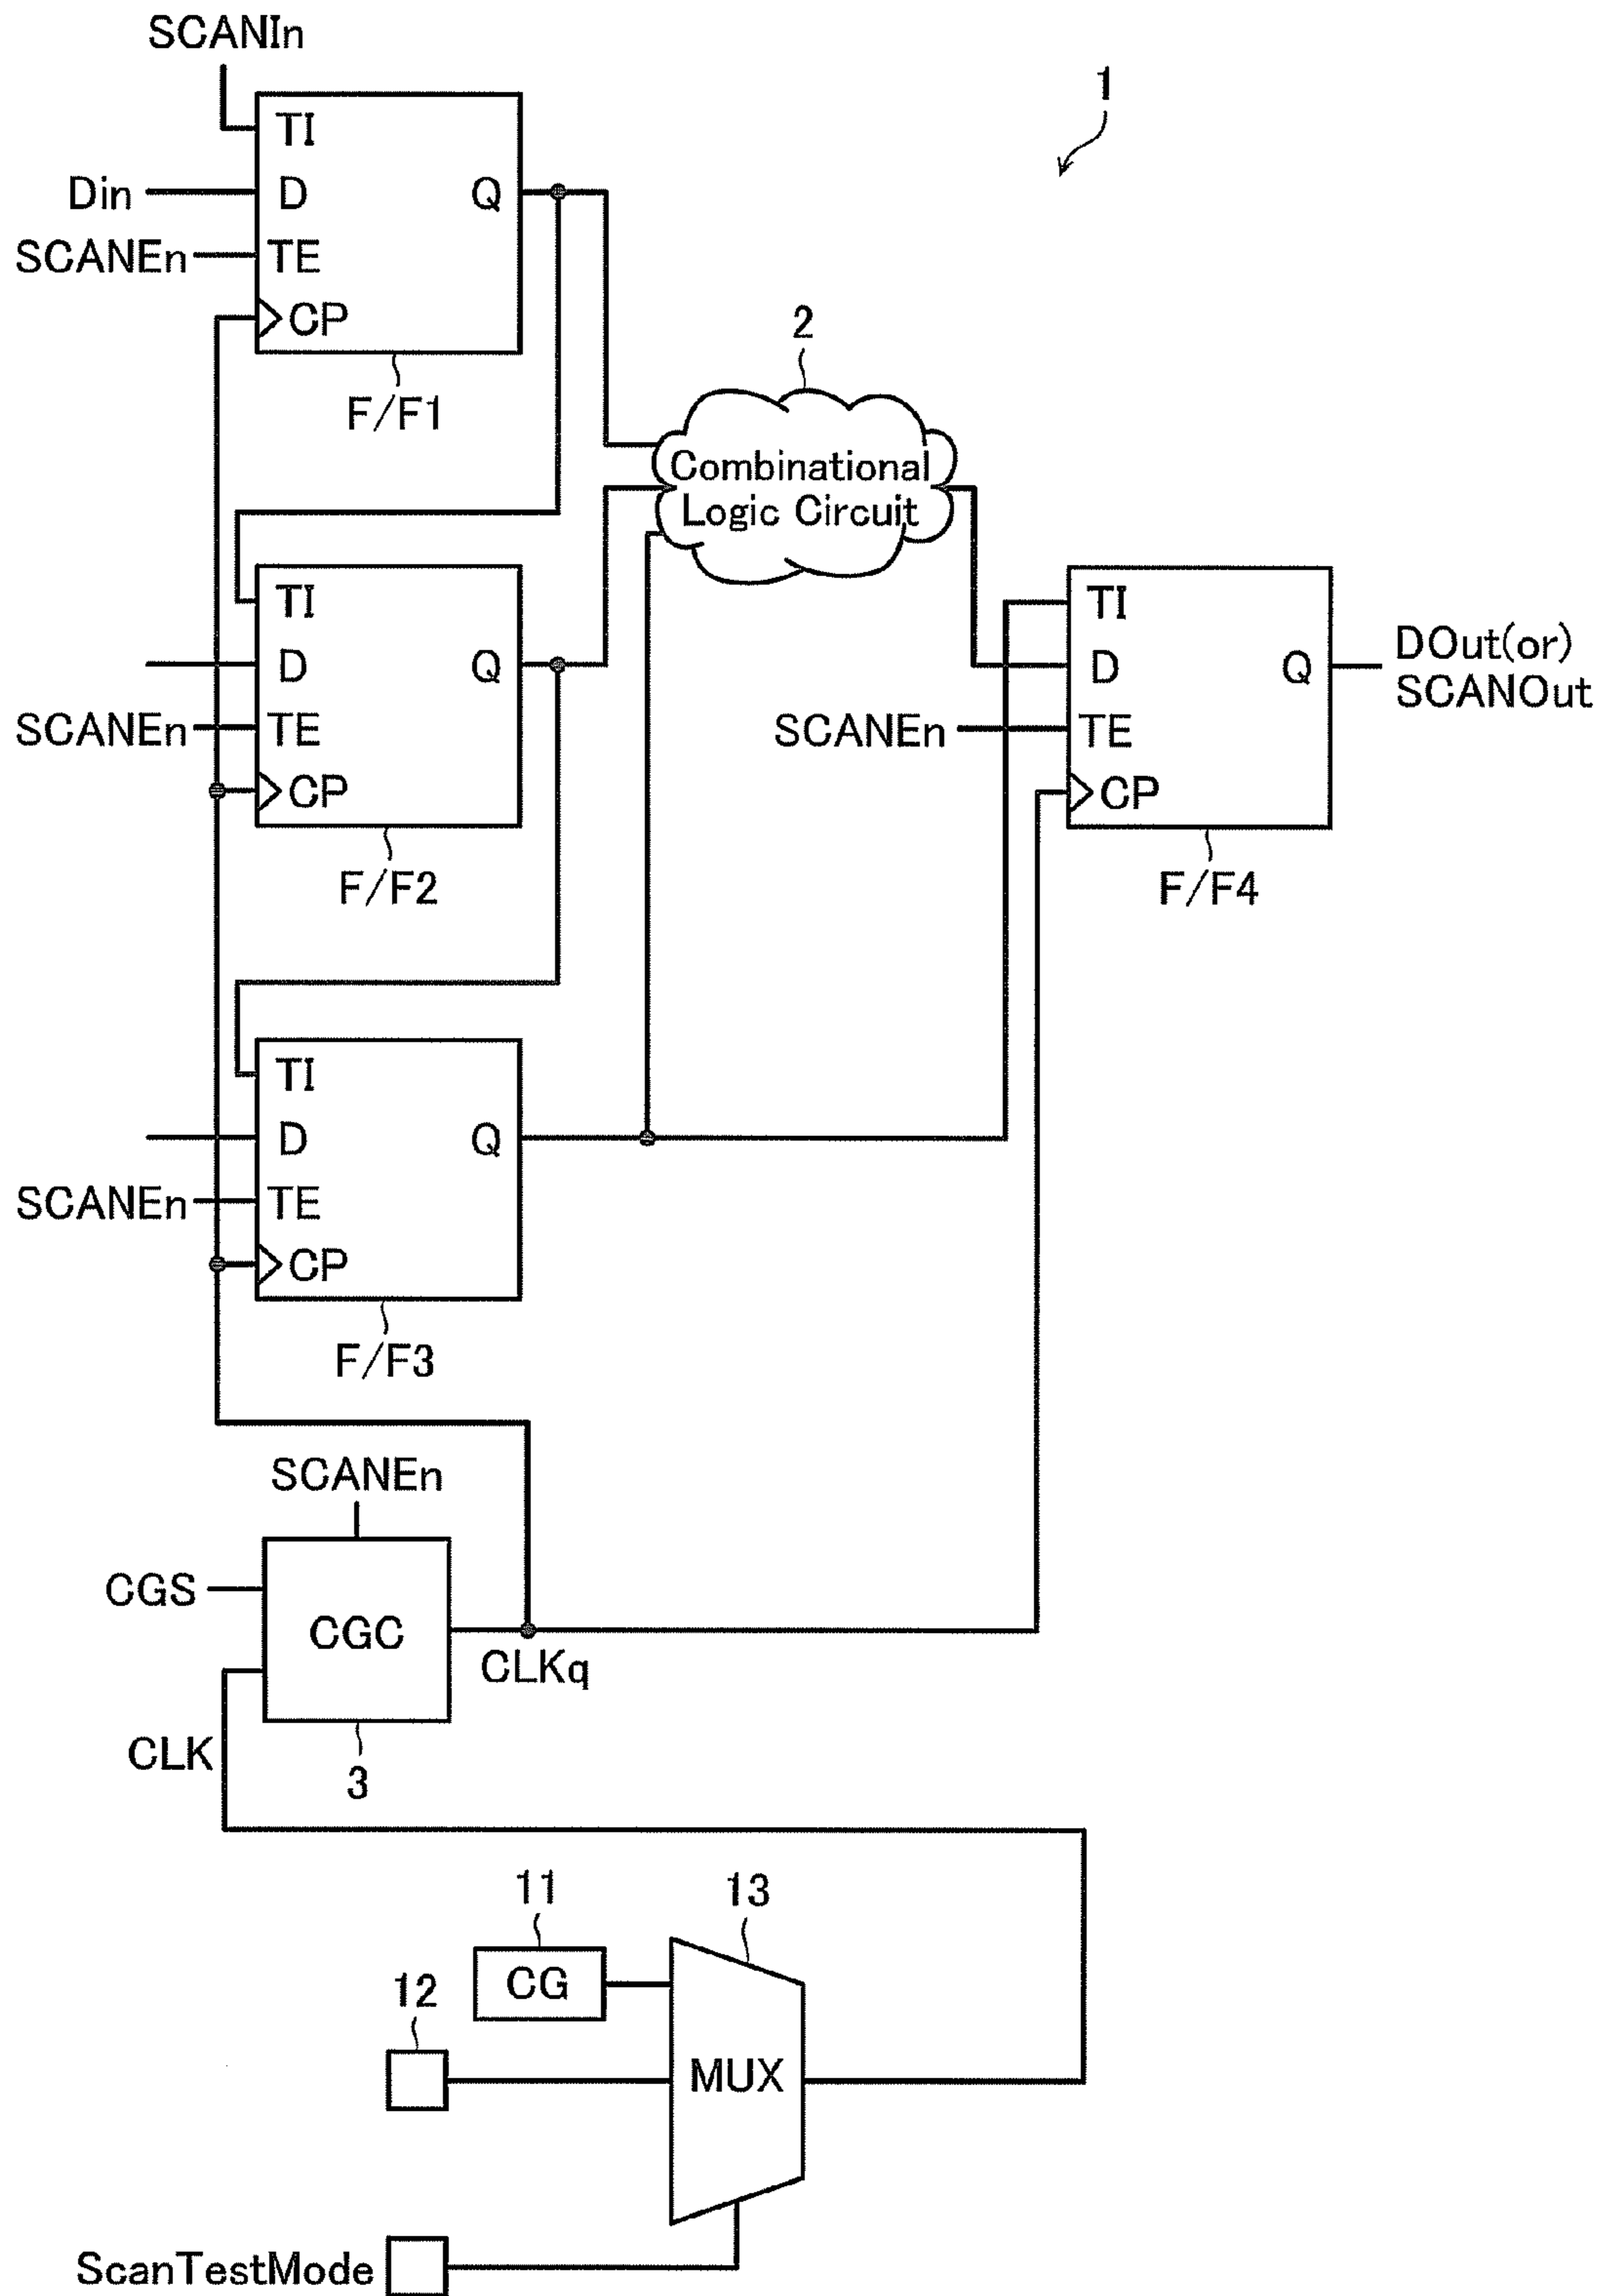 SCANIn
1
TI
Din
D
Q
SCANEn
TE
CP
F/F1
2
Combinational
Logic Circuit
TI
D
Q
SCANEn
TE
CP
F/F2
TI
D
Q
SCANEn
TE
CP
F/F4
DOut(or)
SCANOut
TI
D
Q
SCANEn
TE
CP
F/F3
SCANEn
CGS
CGC
CLKq
CLK
3
11
13
CG
12
MUX
ScanTestMode